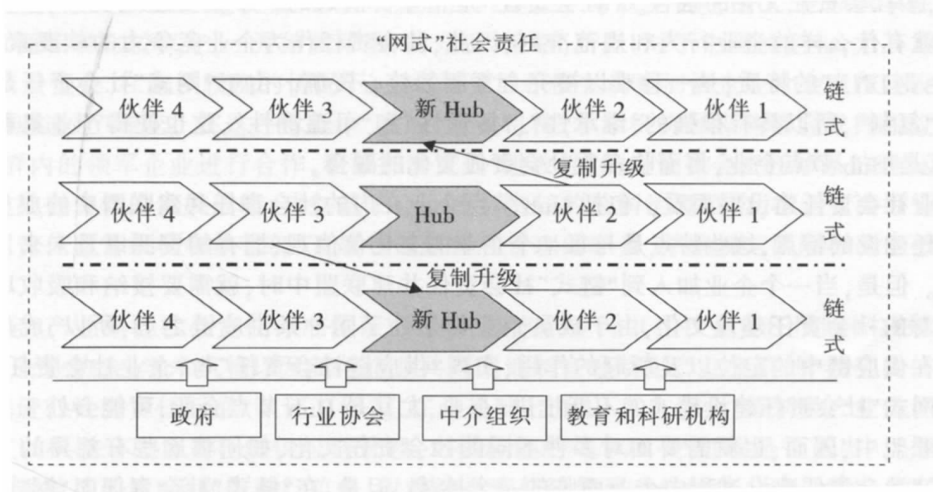 “网式”社会责任
伙伴 4 伙伴 3 新 Hub 伙伴 2 伙伴 1 链式
复制升级
伙伴 4 伙伴 3 Hub 伙伴 2 伙伴 1 链式
复制升级
伙伴 4 伙伴 3 新 Hub 伙伴 2 伙伴 1 链式
政府 行业协会 中介组织 教育和科研机构